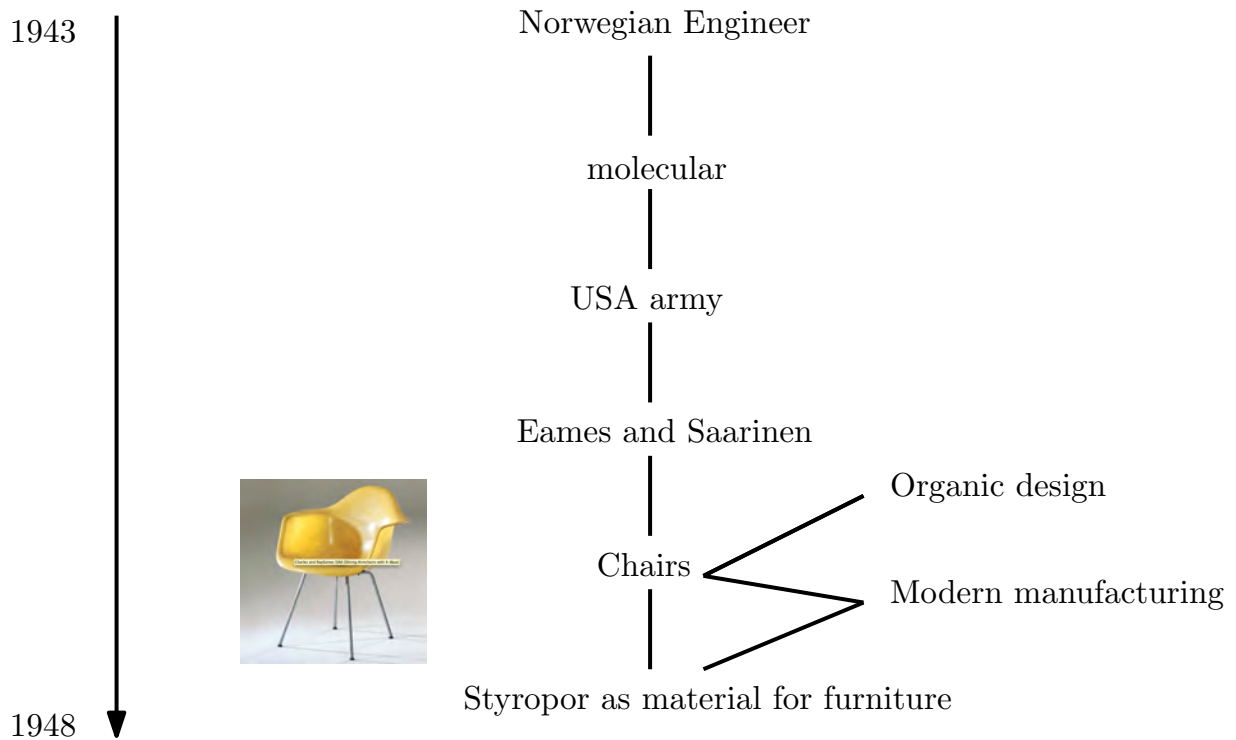 1943
Norwegian Engineer
molecular
USA army
Eames and Saarinen
Organic design
Chairs
Modern manufacturing
Styropor as material for furniture
1948